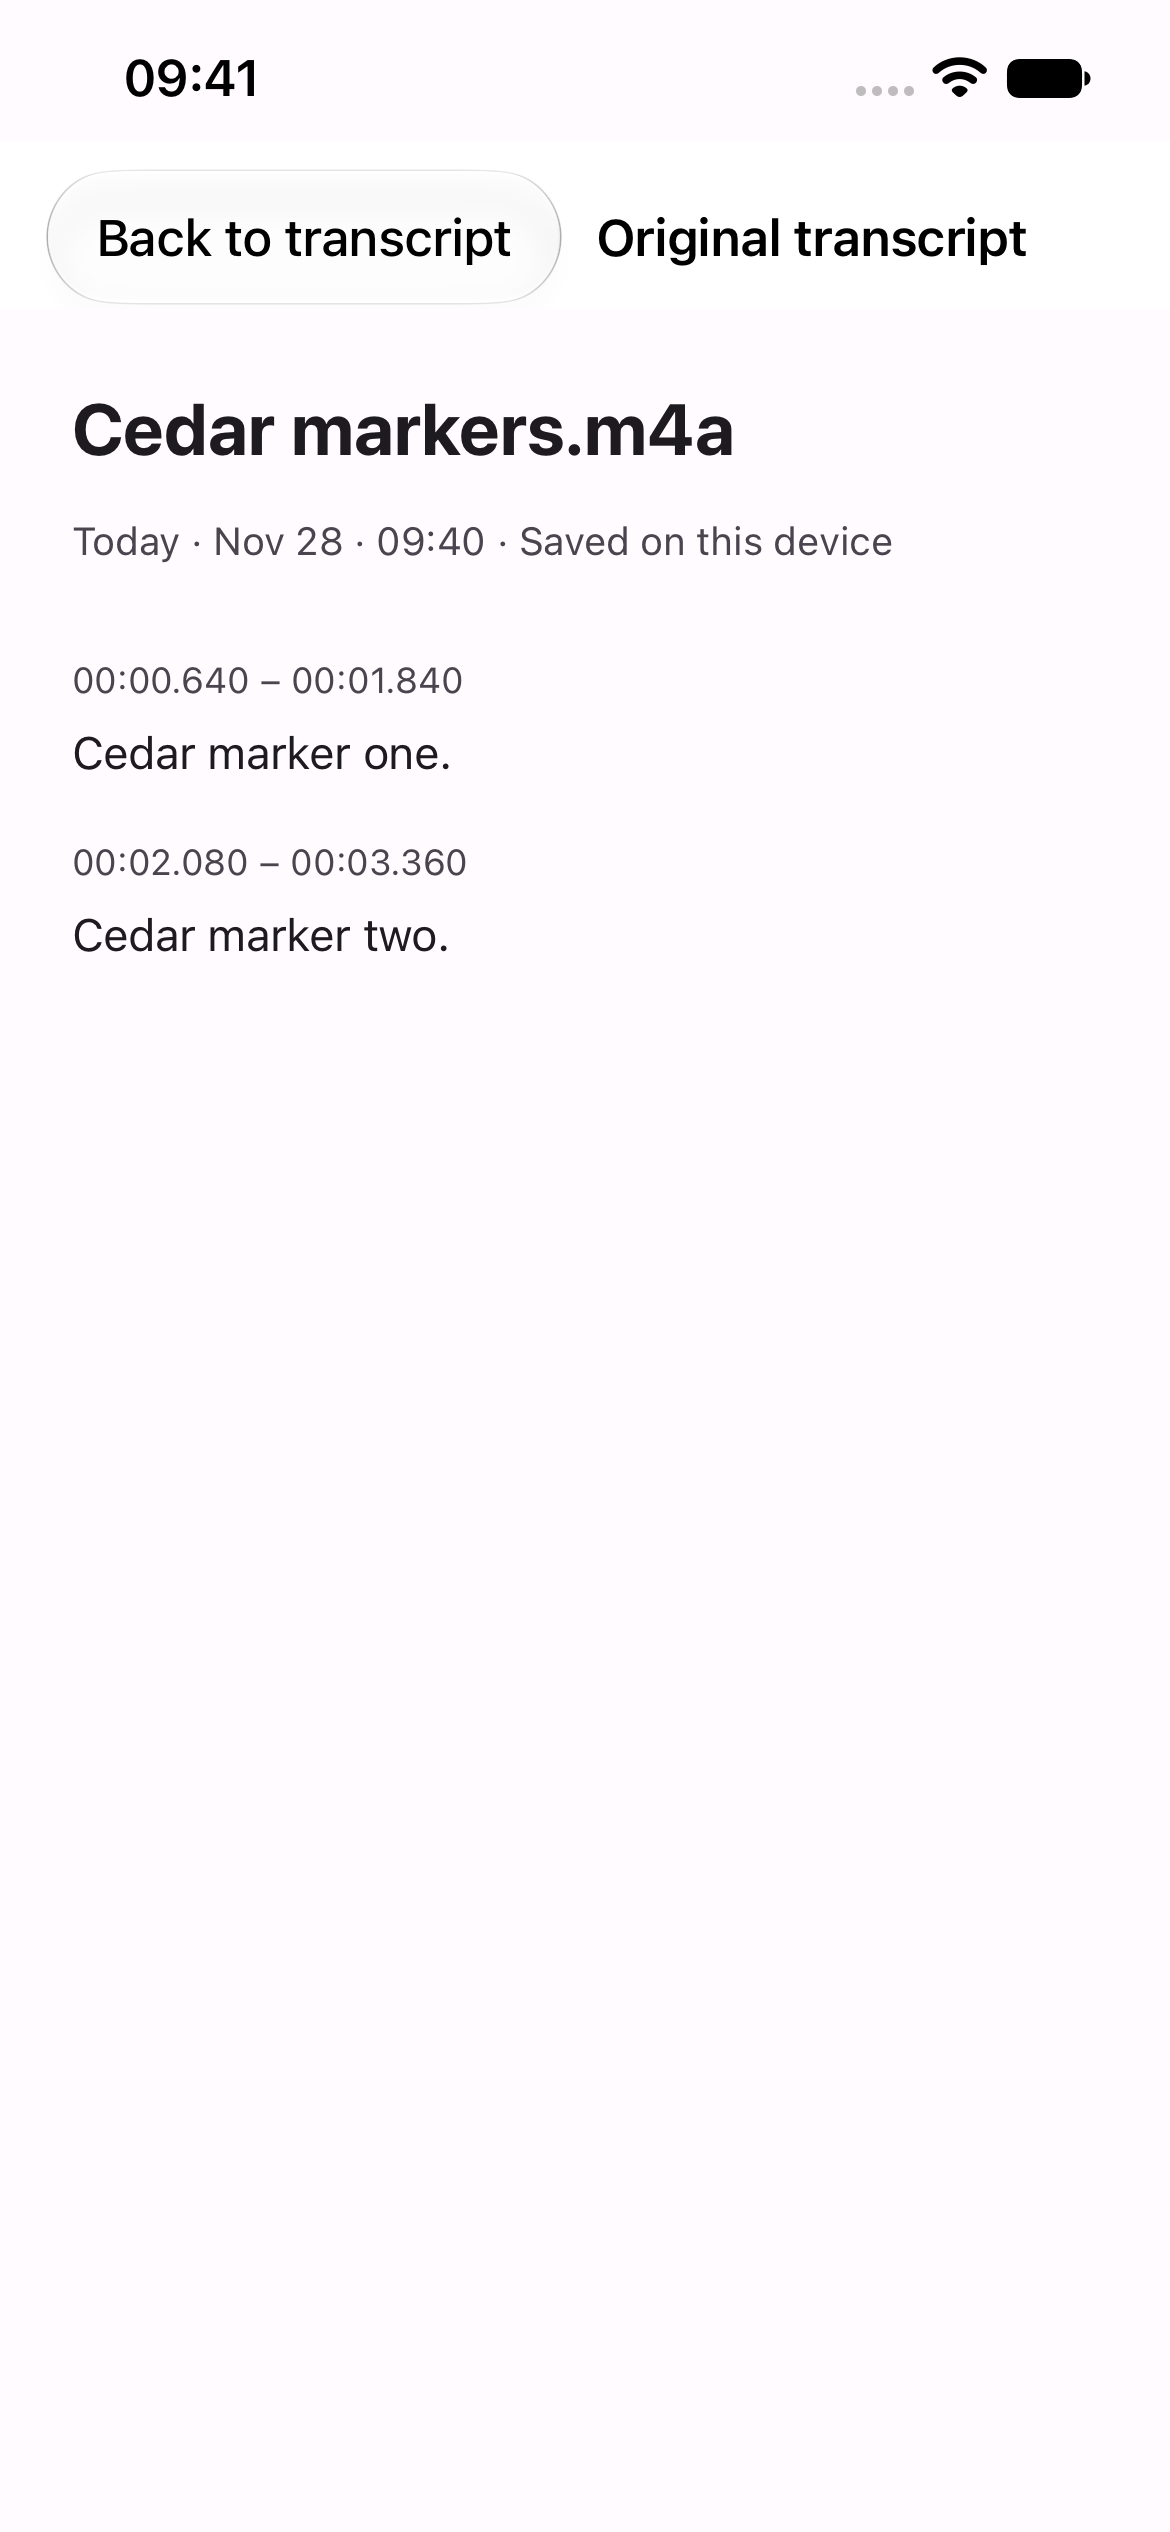 09:41
Back to transcript
Original transcript
Cedar markers.m4a
Today · Nov 28 · 09:40 · Saved on this device
00:00.640 – 00:01.840
Cedar marker one.
00:02.080 – 00:03.360
Cedar marker two.